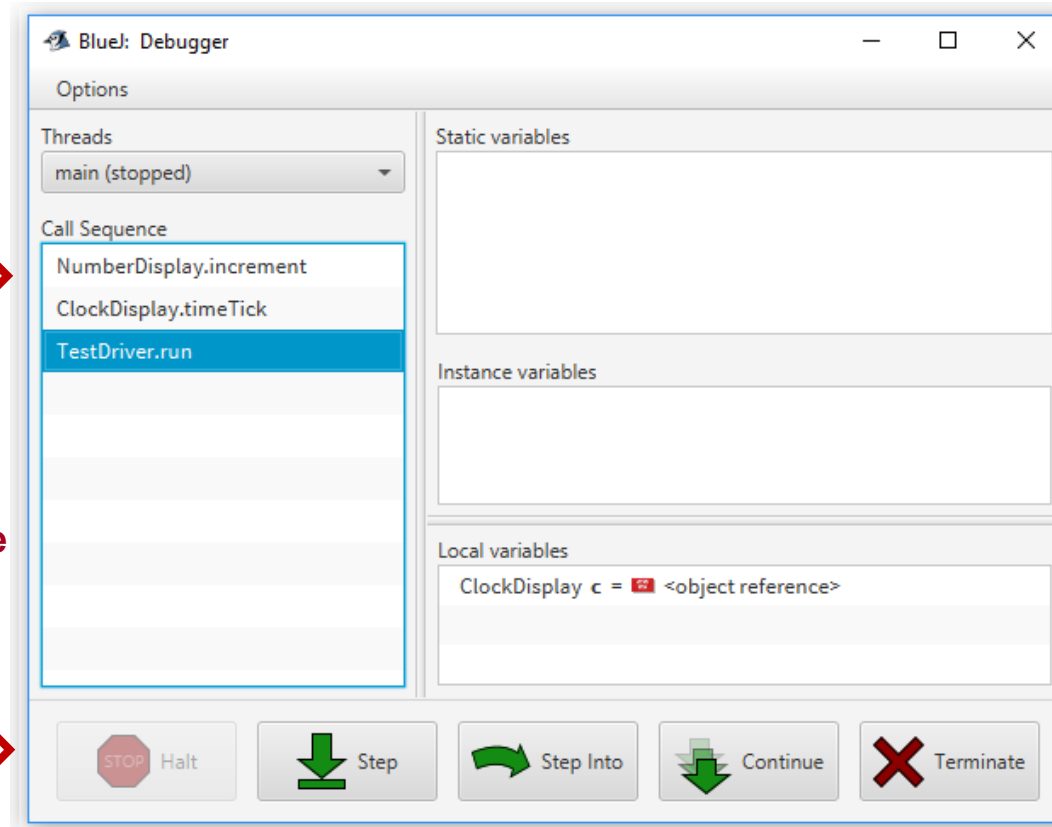 BlueJ: Debugger
Options
Threads
main (stopped)
Call Sequence
NumberDisplay.increment
ClockDisplay.timeTick
TestDriver.run
Static variables
Instance variables
Local variables
ClockDisplay c = <object reference>
e
STOP Halt
Step
Step Into
Continue
Terminate